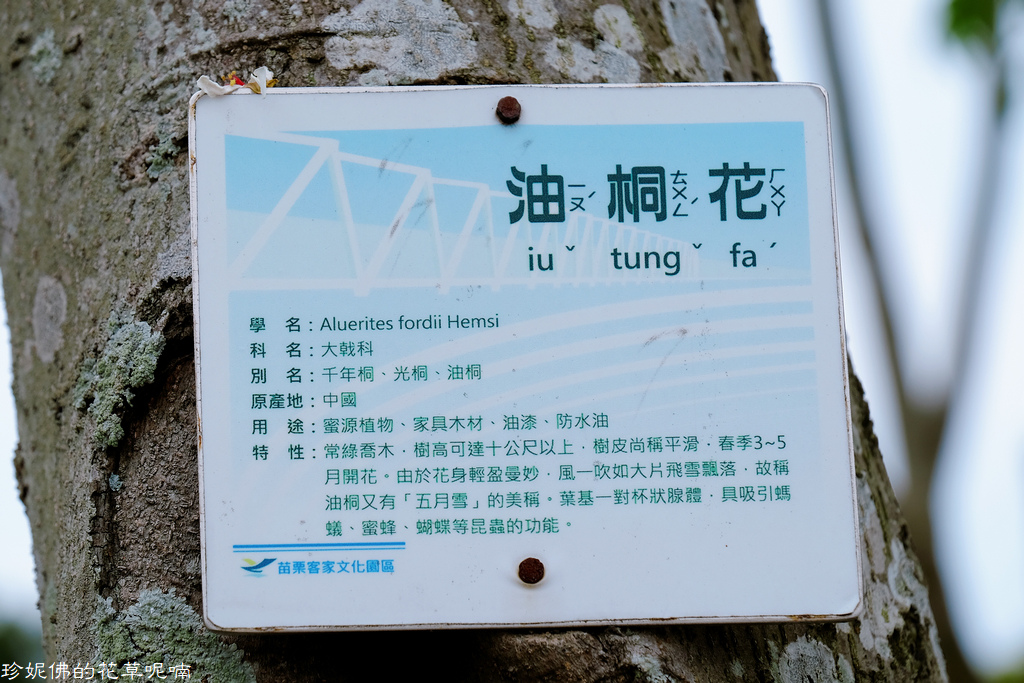 油ㄧㄡˊ 桐ㄊㄨㄥˊ 花ㄏㄨㄚ
iuˇ tungˇ faˊ
學 名：Aluerites fordii Hemsi
科 名：大戟科
別 名：千年桐、光桐、油桐
原產地：中國
用 途：蜜源植物、家具木材、油漆、防水油
特 性：常綠喬木，樹高可達十公尺以上，樹皮尚稱平滑，春季3~5
月開花。由於花身輕盈曼妙，風一吹如大片飛雪飄落，故稱
油桐又有「五月雪」的美稱。葉基一對杯狀腺體，具吸引螞
蟻、蜜蜂、蝴蝶等昆蟲的功能。
苗栗客家文化園區
珍妮佛的花草呢喃